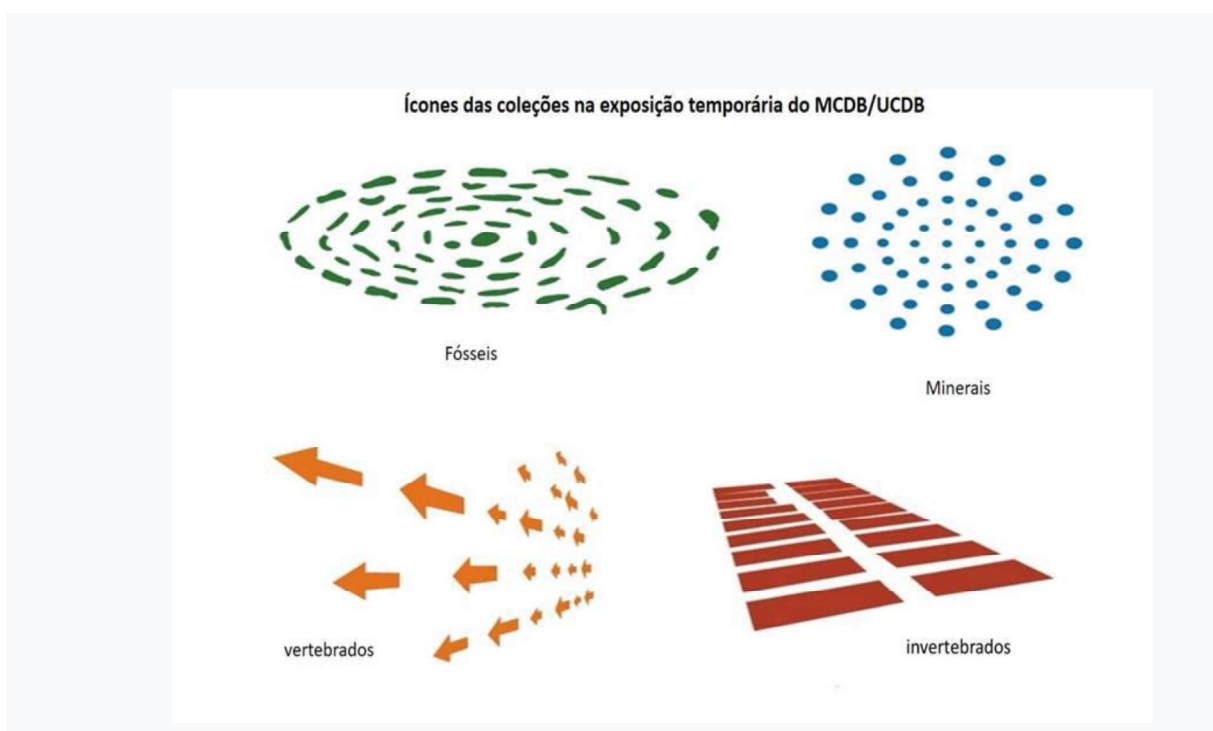 Ícones das coleções na exposição temporária do MCDB/UCDB
Fósseis
Minerais
vertebrados
invertebrados